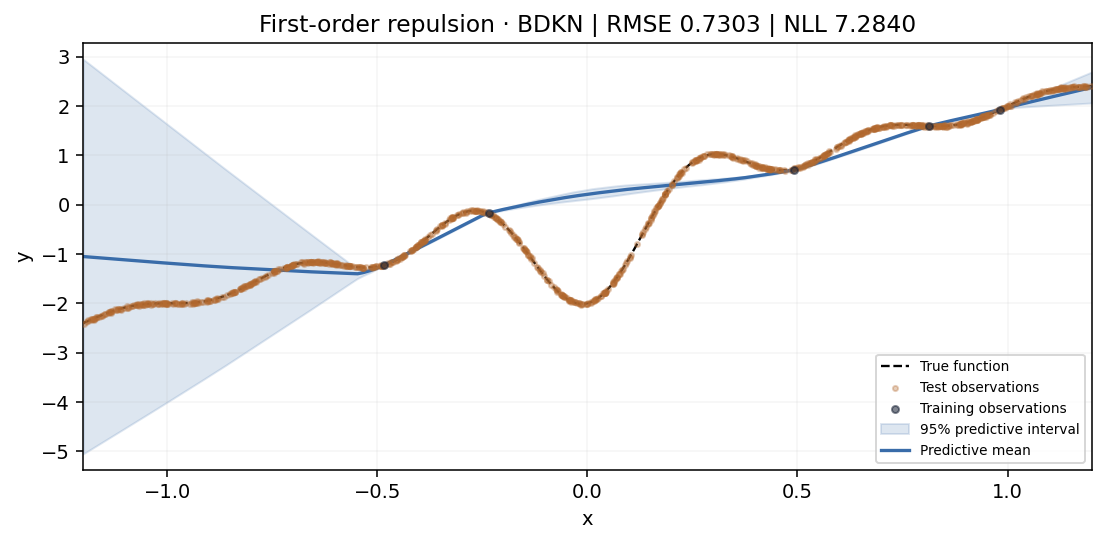 First-order repulsion · BDKN | RMSE 0.7303 | NLL 7.2840
3
2
1
0
−1
−2
−3
−4
−5
y
−1.0
−0.5
0.0
0.5
1.0
x
True function
Test observations
Training observations
95% predictive interval
Predictive mean